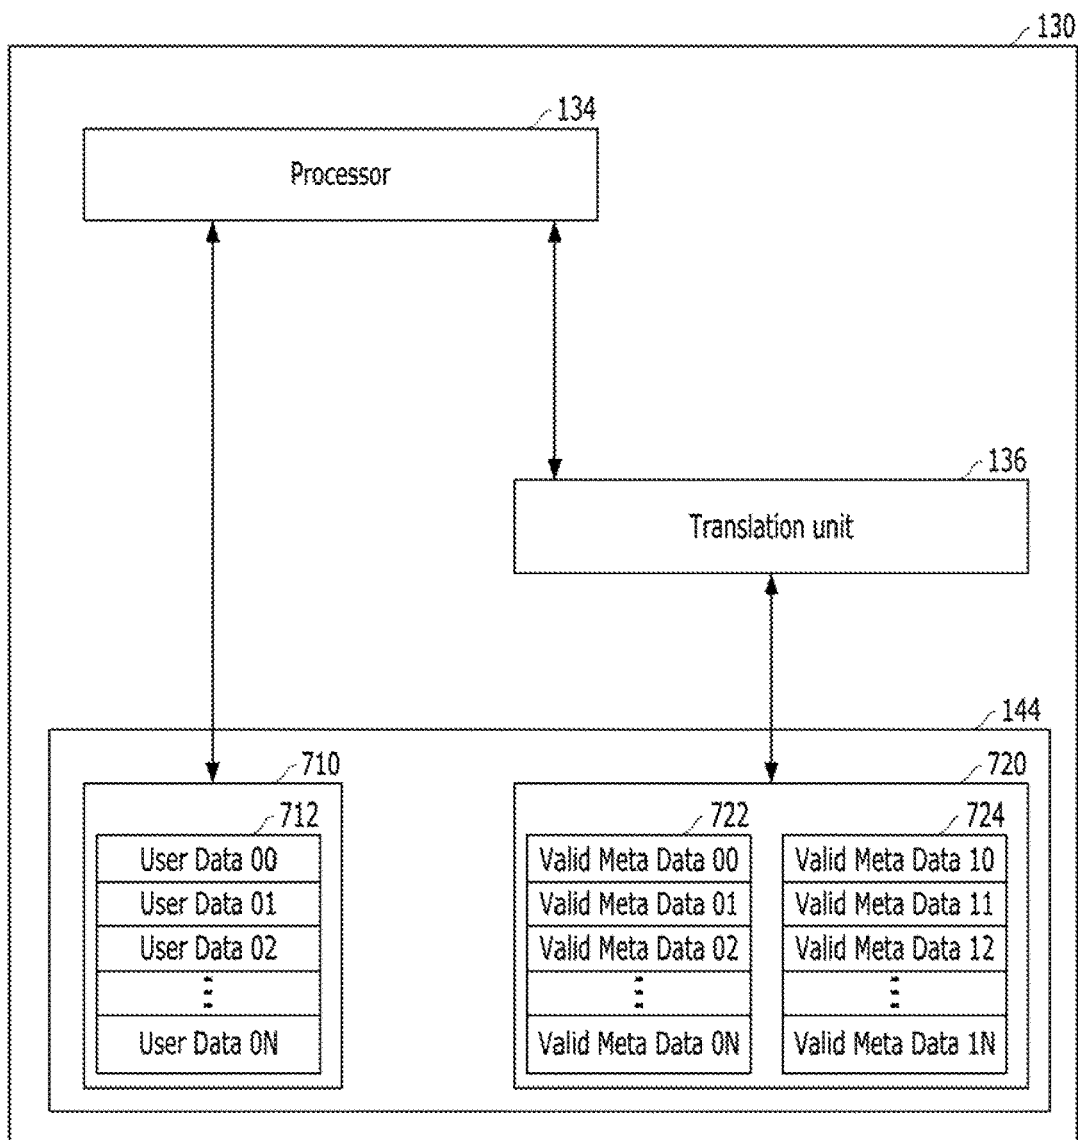 130
134
Processor
136
Translation unit
144
710
720
712
722
724
User Data 00
Valid Meta Data 00
Valid Meta Data 10
User Data 01
Valid Meta Data 01
Valid Meta Data 11
User Data 02
Valid Meta Data 02
Valid Meta Data 12
User Data 0N
Valid Meta Data 0N
Valid Meta Data 1N